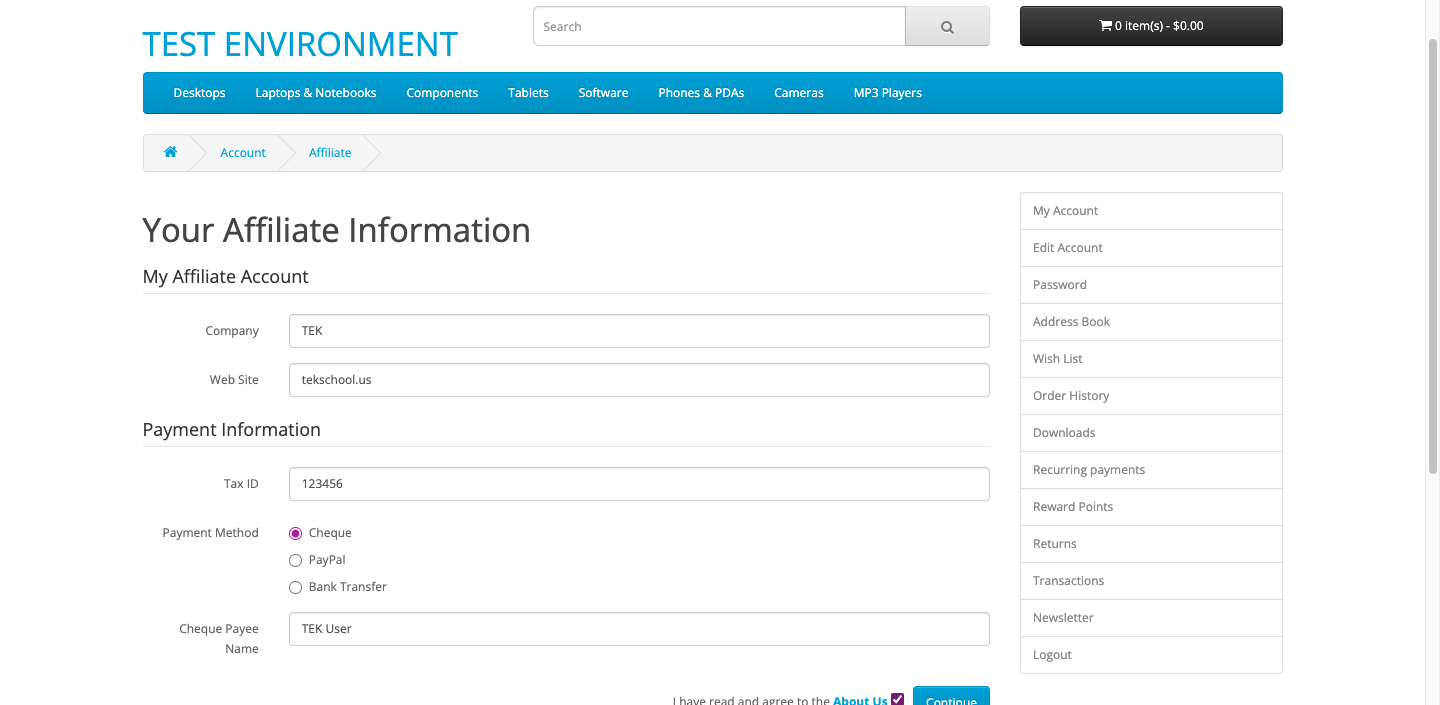 TEST ENVIRONMENT
Search
0 item(s) - $0.00
Desktops Laptops & Notebooks Components Tablets Software Phones & PDAs Cameras MP3 Players
Account Affiliate
Your Affiliate Information
My Affiliate Account
Company TEK
Web Site tekschool.us
Payment Information
Tax ID 123456
Payment Method Cheque
PayPal
Bank Transfer
Cheque Payee Name TEK User
I have read and agree to the About Us Continue
My Account
Edit Account
Password
Address Book
Wish List
Order History
Downloads
Recurring payments
Reward Points
Returns
Transactions
Newsletter
Logout